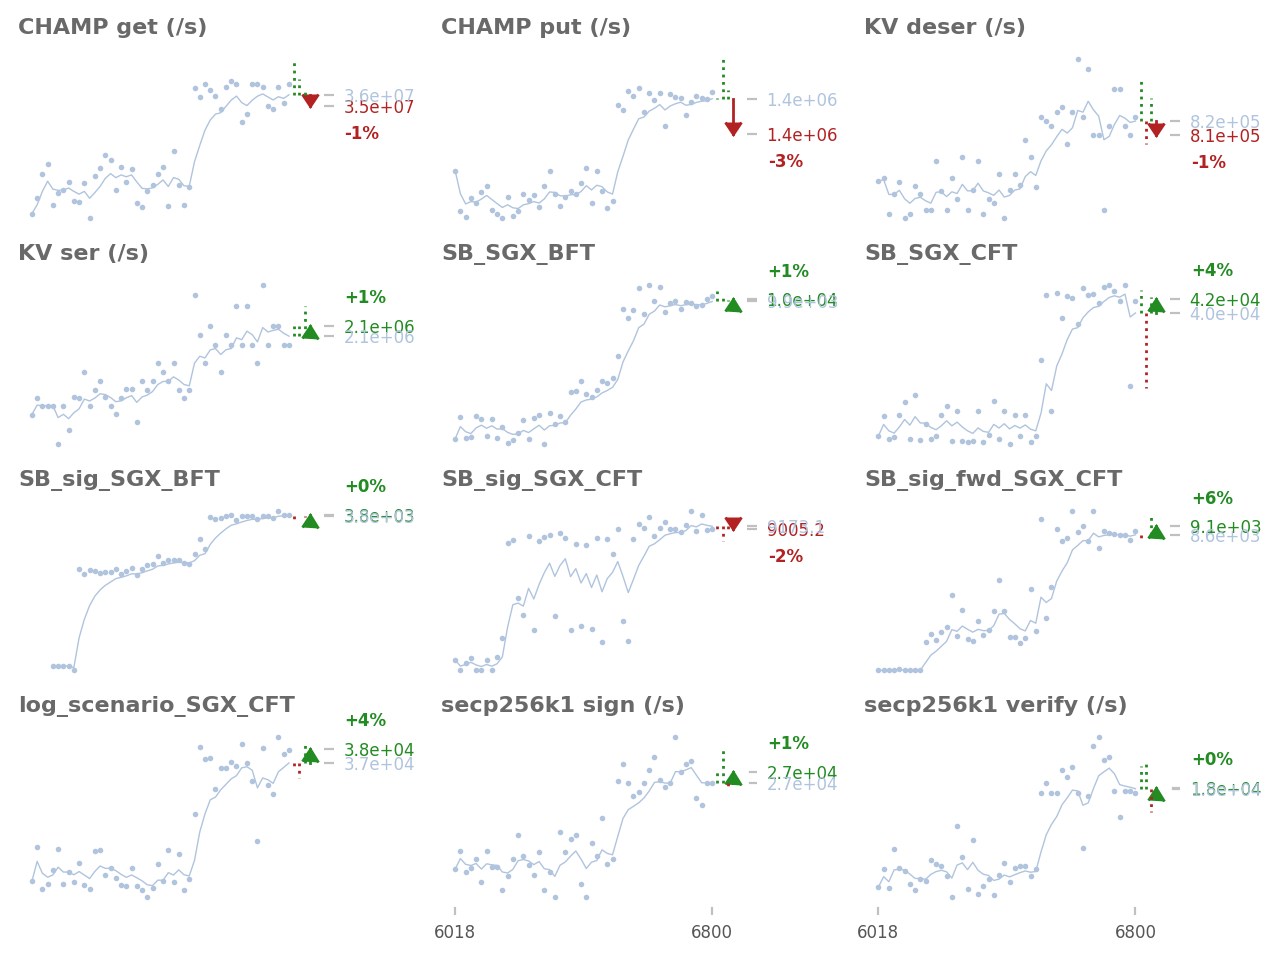 CHAMP get (/s)
3.6e+07
3.5e+07
-1%
CHAMP put (/s)
1.4e+06
1.4e+06
-3%
KV deser (/s)
8.2e+05
8.1e+05
-1%
KV ser (/s)
+1%
2.1e+06
2.1e+06
SB_SGX_BFT
+1%
1.0e+04
SB_SGX_CFT
+4%
4.2e+04
4.0e+04
SB_sig_SGX_BFT
+0%
3.8e+03
SB_sig_SGX_CFT
9005.2
-2%
SB_sig_fwd_SGX_CFT
+6%
9.1e+03
8.6e+03
log_scenario_SGX_CFT
+4%
3.8e+04
3.7e+04
secp256k1 sign (/s)
+1%
2.7e+04
2.7e+04
6018
6800
secp256k1 verify (/s)
+0%
1.8e+04
6018
6800